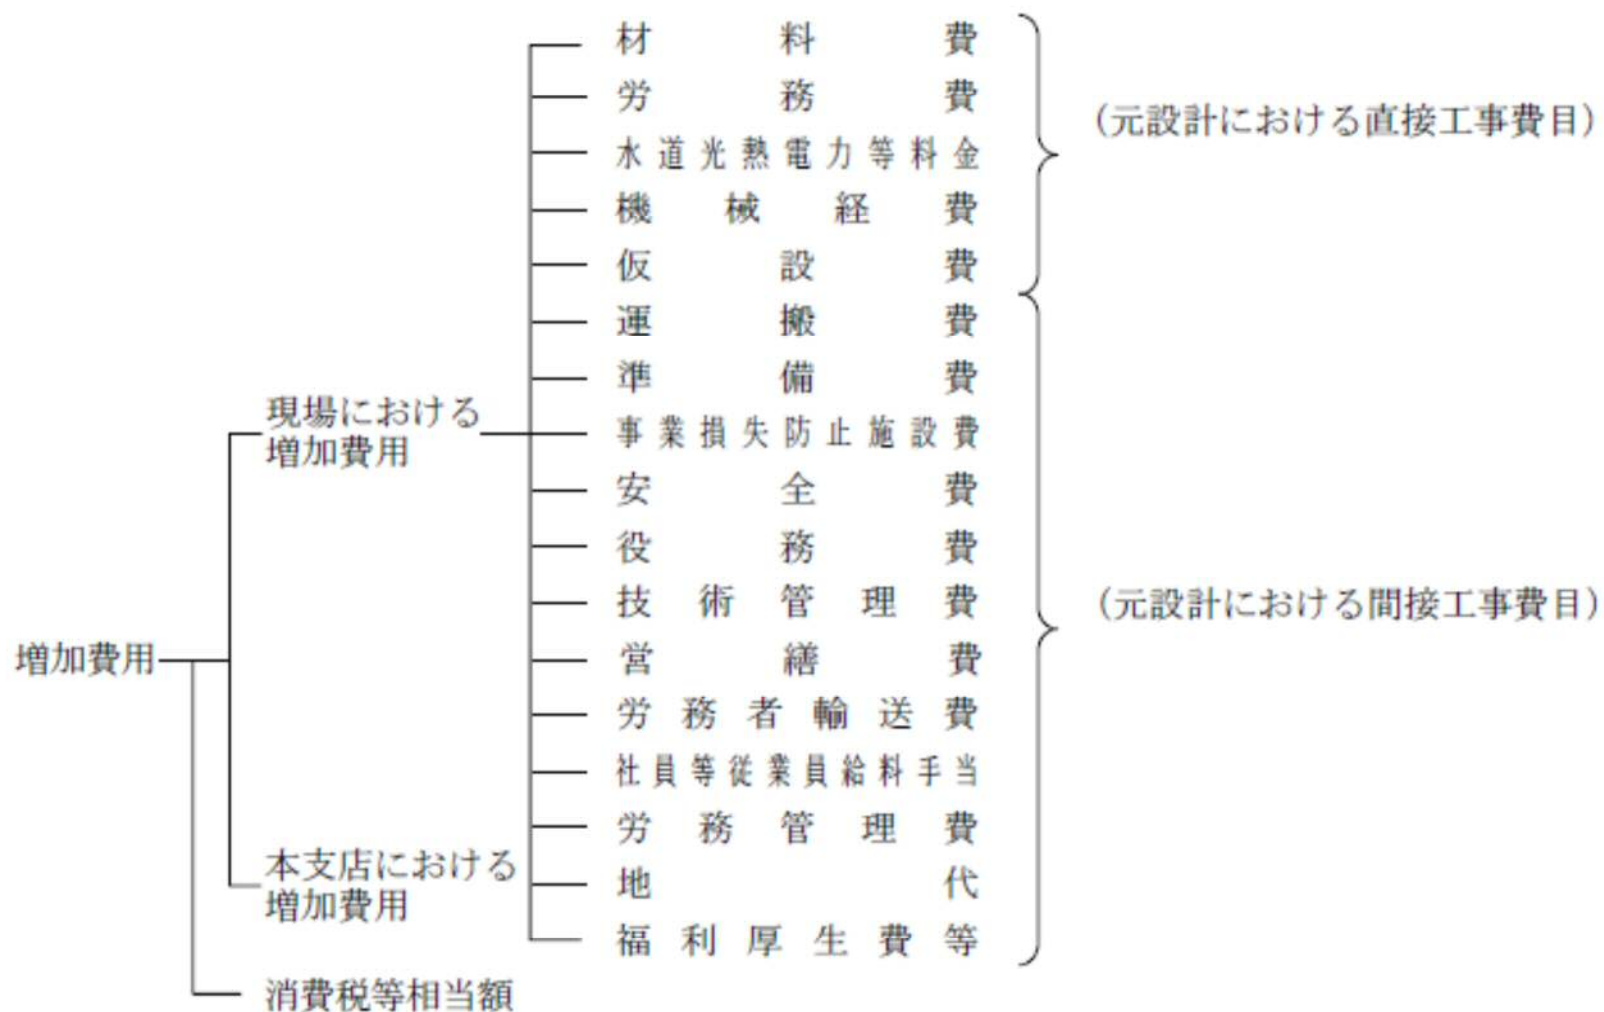 材料費
労務費
(元設計における直接工事費目)
水道光熱電力等料金
機械経費
仮設費
運搬費
準備費
現場における
増加費用
事業損失防止施設費
安全費
役務費
技術管理費
(元設計における間接工事費目)
増加費用
営繕費
労務者輸送費
社員等従業員給料手当
労務管理費
本支店における
増加費用
地代
福利厚生費等
消費税等相当額